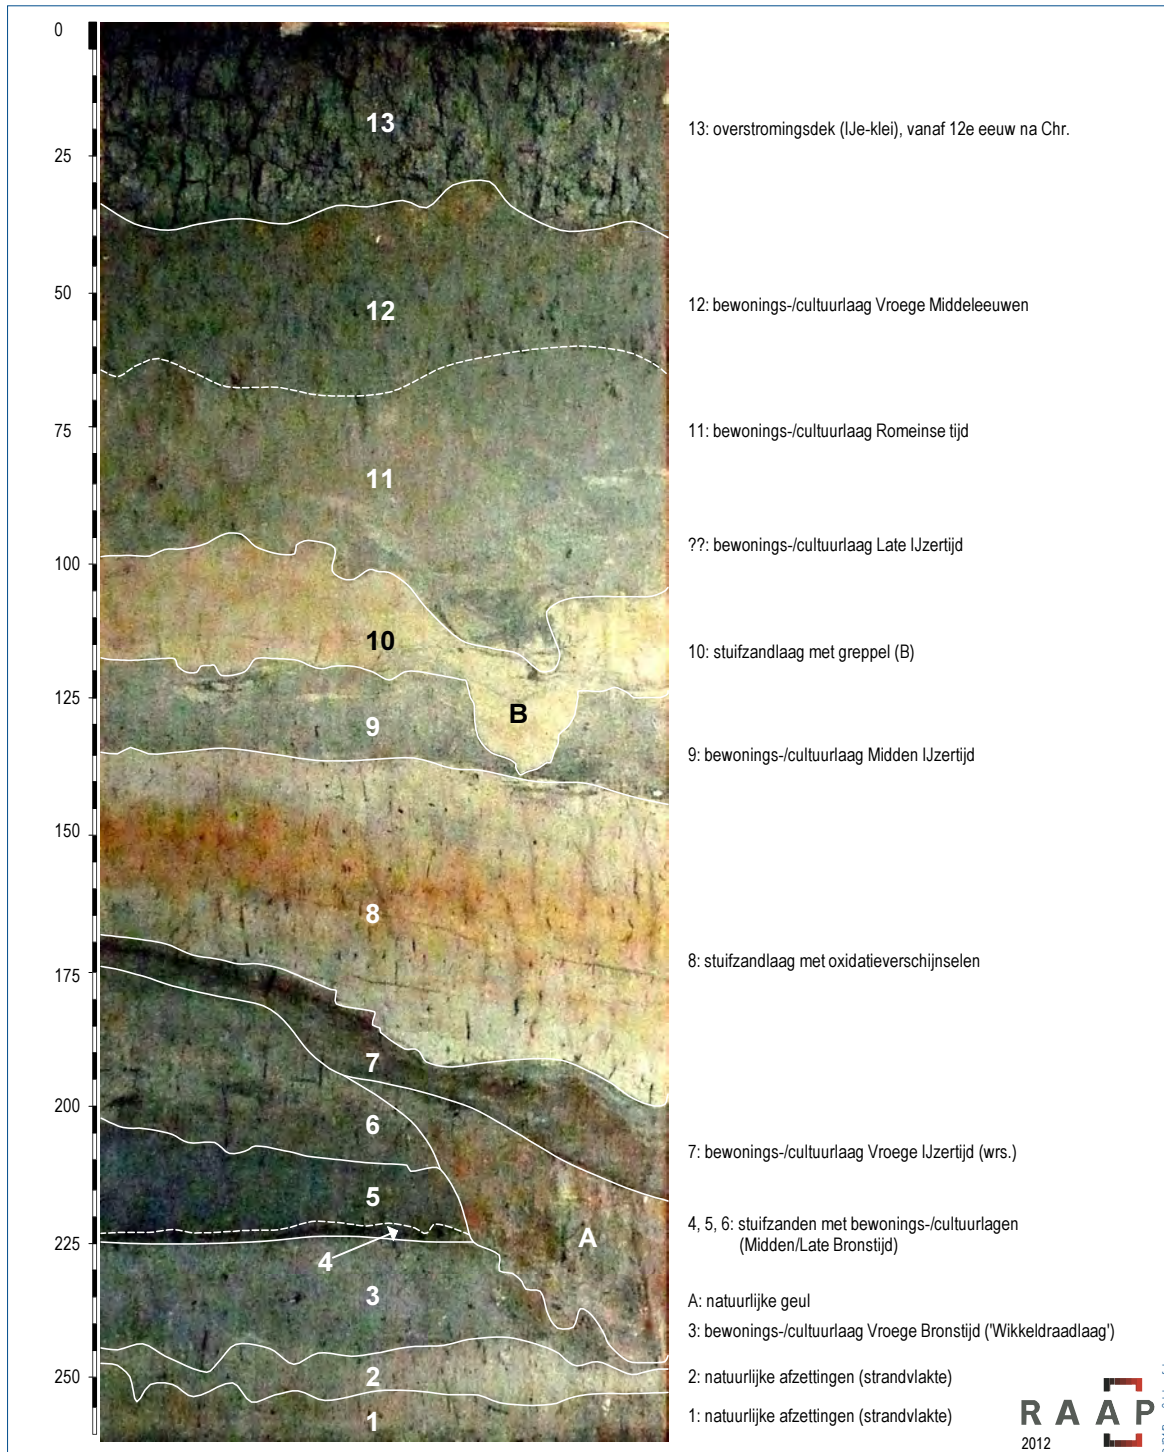 0
13
13: overstromingsdek (IJe-klei), vanaf 12e eeuw na Chr.
25
50
12
12: bewonings-/cultuurlaag Vroege Middeleeuwen
75
11: bewonings-/cultuurlaag Romeinse tijd
11
??: bewonings-/cultuurlaag Late IJzertijd
100
10
10: stuifzandlaag met greppel (B)
125
B
9
9: bewonings-/cultuurlaag Midden IJzertijd
150
8
8: stuifzandlaag met oxidatieverschijnselen
175
7
200
6
7: bewonings-/cultuurlaag Vroege IJzertijd (wrs.)
5
4, 5, 6: stuifzanden met bewonings-/cultuurlagen
(Midden/Late Bronstijd)
225
A
4
3
A: natuurlijke geul
3: bewonings-/cultuurlaag Vroege Bronstijd ('Wikkeldraadlaag')
250
2
2: natuurlijke afzettingen (strandvlakte)
1
1: natuurlijke afzettingen (strandvlakte)
RAAP
2012